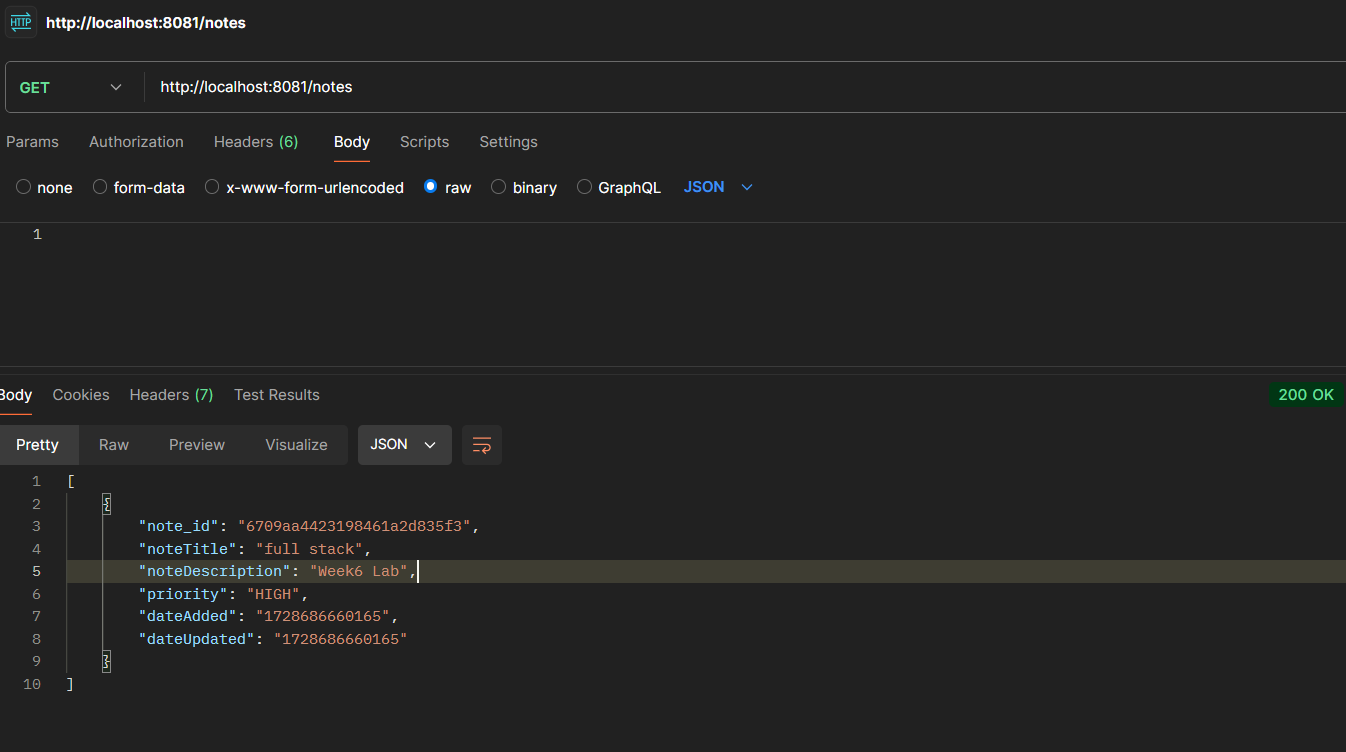 HTTP http://localhost:8081/notes
GET http://localhost:8081/notes
Params Authorization Headers (6) Body Scripts Settings
none form-data x-www-form-urlencoded raw binary GraphQL JSON
1
Body Cookies Headers (7) Test Results 200 OK
Pretty Raw Preview Visualize JSON
1 [
2 {
3 "note_id": "6709aa4423198461a2d835f3",
4 "noteTitle": "full stack",
5 "noteDescription": "Week6 Lab",
6 "priority": "HIGH",
7 "dateAdded": "1728686660165",
8 "dateUpdated": "1728686660165"
9 }
10 ]